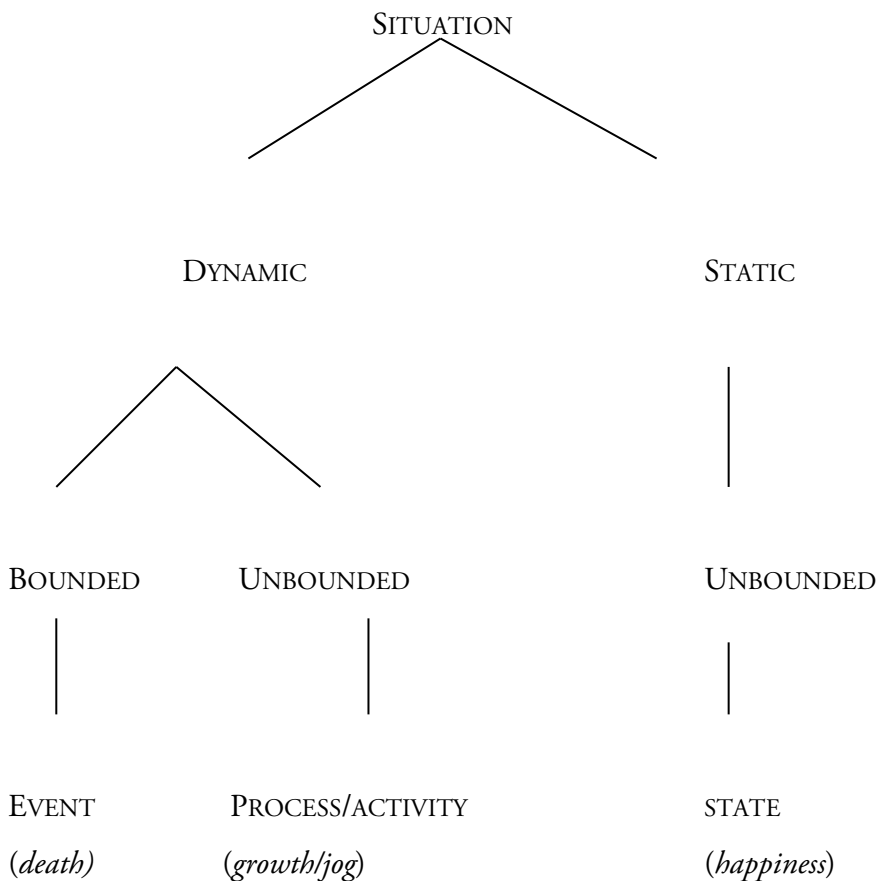 SITUATION
DYNAMIC STATIC
BOUNDED UNBOUNDED UNBOUNDED
EVENT PROCESS/ACTIVITY STATE
(death) (growth/jog) (happiness)